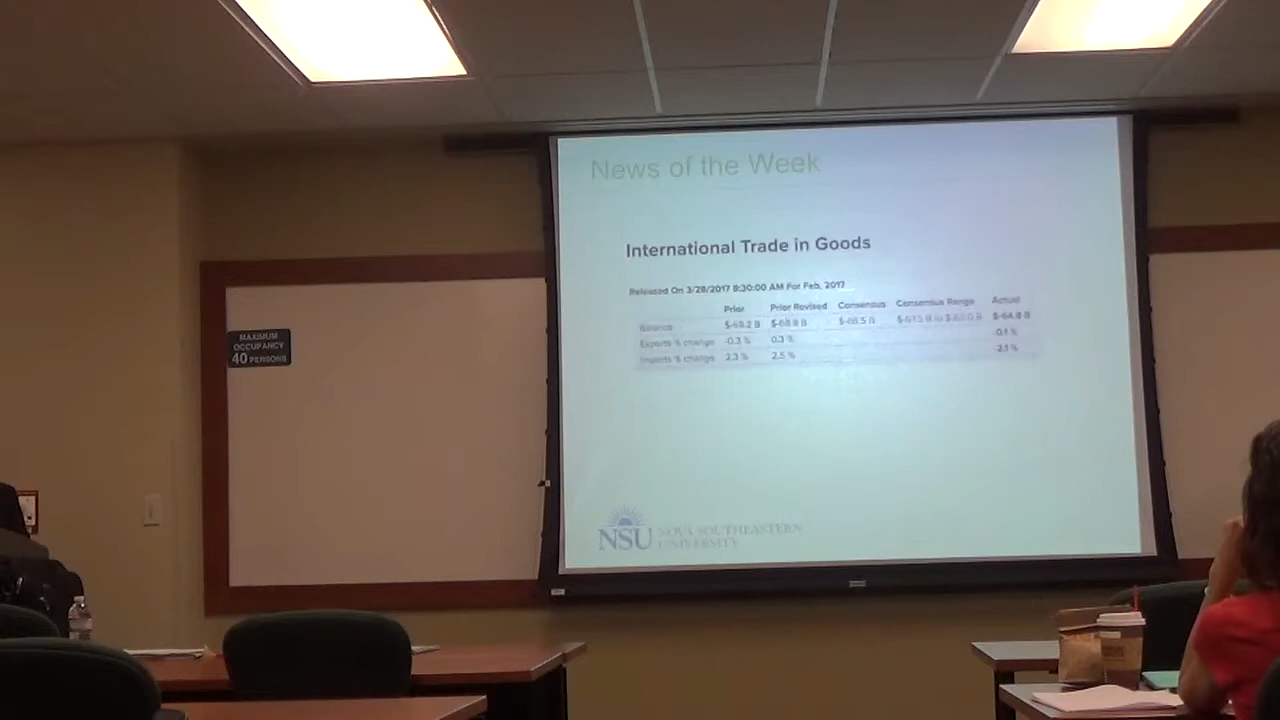 News of the Week
International Trade in Goods
Released On 3/28/2017 8:30:00 AM For Feb, 2017
Prior Prior Revised Consensus Consensus Range Actual
Balance $-69.2 B $-68.8 B $-66.5 B $-64.8 B
Exports % change -0.3 % 0.3 % -0.1 %
Imports % change 2.3 % 2.5 % -2.1 %
MAXIMUM
OCCUPANCY
40 PERSONS
NSU NOVA SOUTHEASTERN
UNIVERSITY